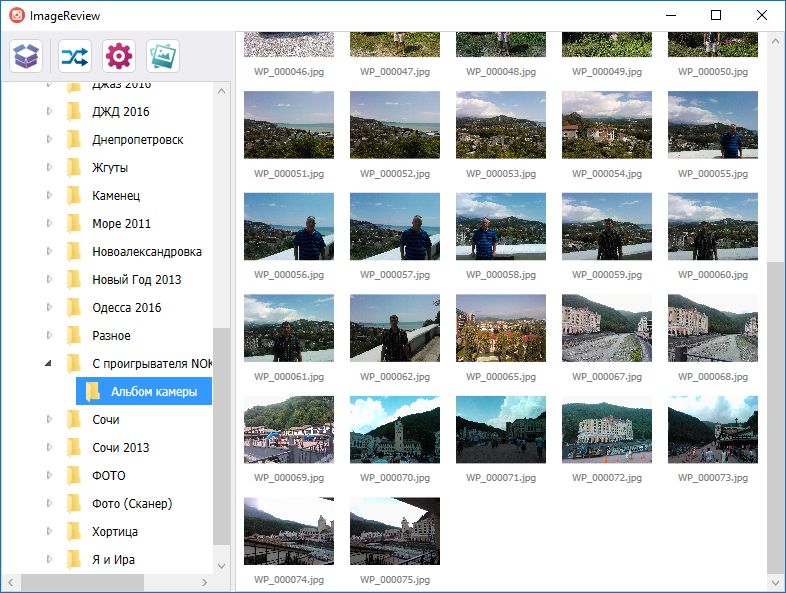 ImageReview
Джаз 2016
ДЖД 2016
Днепропетровск
Жгуты
Каменец
Море 2011
Новоалександровка
Новый Год 2013
Одесса 2016
Разное
С проигрывателя NOK
Альбом камеры
Сочи
Сочи 2013
ФОТО
Фото (Сканер)
Хортица
Я и Ира
WP_000046.jpg WP_000047.jpg WP_000048.jpg WP_000049.jpg WP_000050.jpg
WP_000051.jpg WP_000052.jpg WP_000053.jpg WP_000054.jpg WP_000055.jpg
WP_000056.jpg WP_000057.jpg WP_000058.jpg WP_000059.jpg WP_000060.jpg
WP_000061.jpg WP_000062.jpg WP_000065.jpg WP_000067.jpg WP_000068.jpg
WP_000069.jpg WP_000070.jpg WP_000071.jpg WP_000072.jpg WP_000073.jpg
WP_000074.jpg WP_000075.jpg